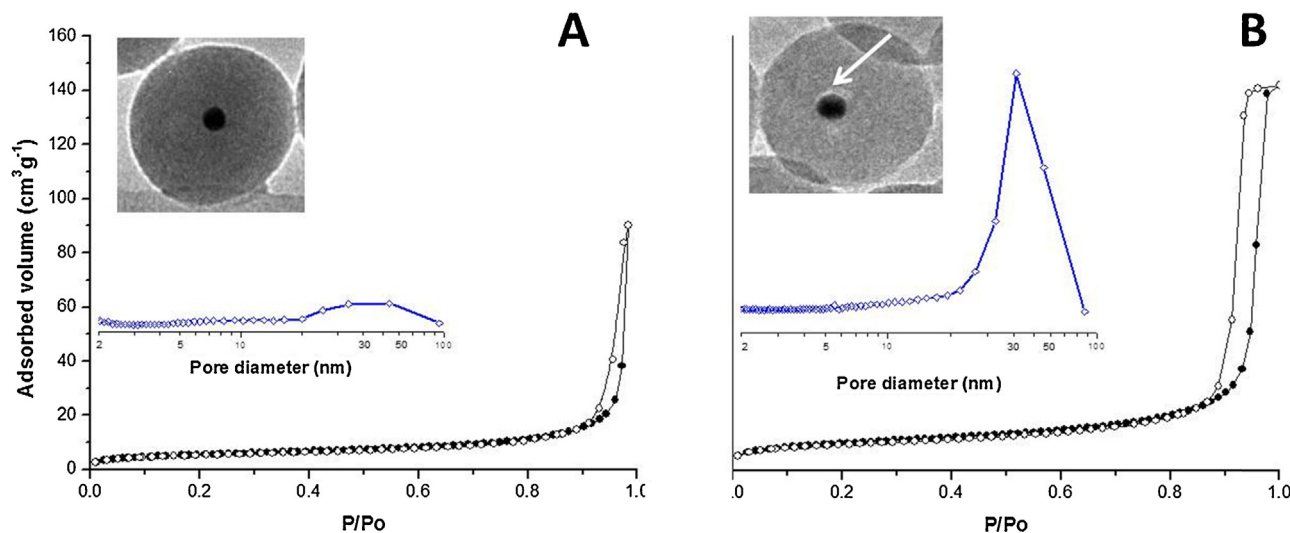 A
B
160
140
120
100
80
60
40
20
0
Adsorbed volume (cm³g⁻¹)
2 5 10 30 50 100
Pore diameter (nm)
0.0 0.2 0.4 0.6 0.8 1.0
P/Po
2 5 10 30 50 100
Pore diameter (nm)
.0 0.2 0.4 0.6 0.8 1.0
P/Po